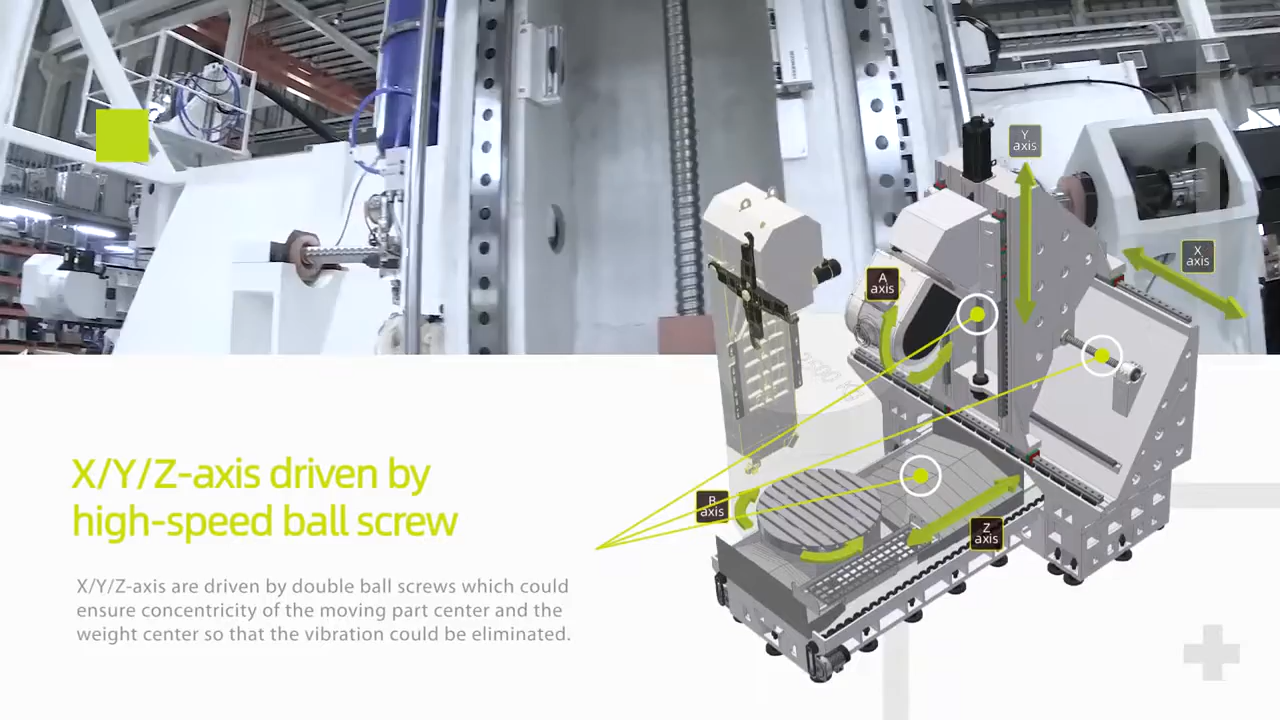 Y
axis
X
axis
A
axis
B
axis
Z
axis
X/Y/Z-axis driven by
high-speed ball screw
X/Y/Z-axis are driven by double ball screws which could
ensure concentricity of the moving part center and the
weight center so that the vibration could be eliminated.